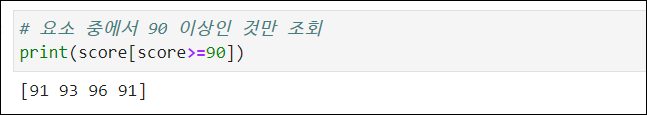 # 요소 중에서 90 이상인 것만 조회
print(score[score>=90])
[91 93 96 91]